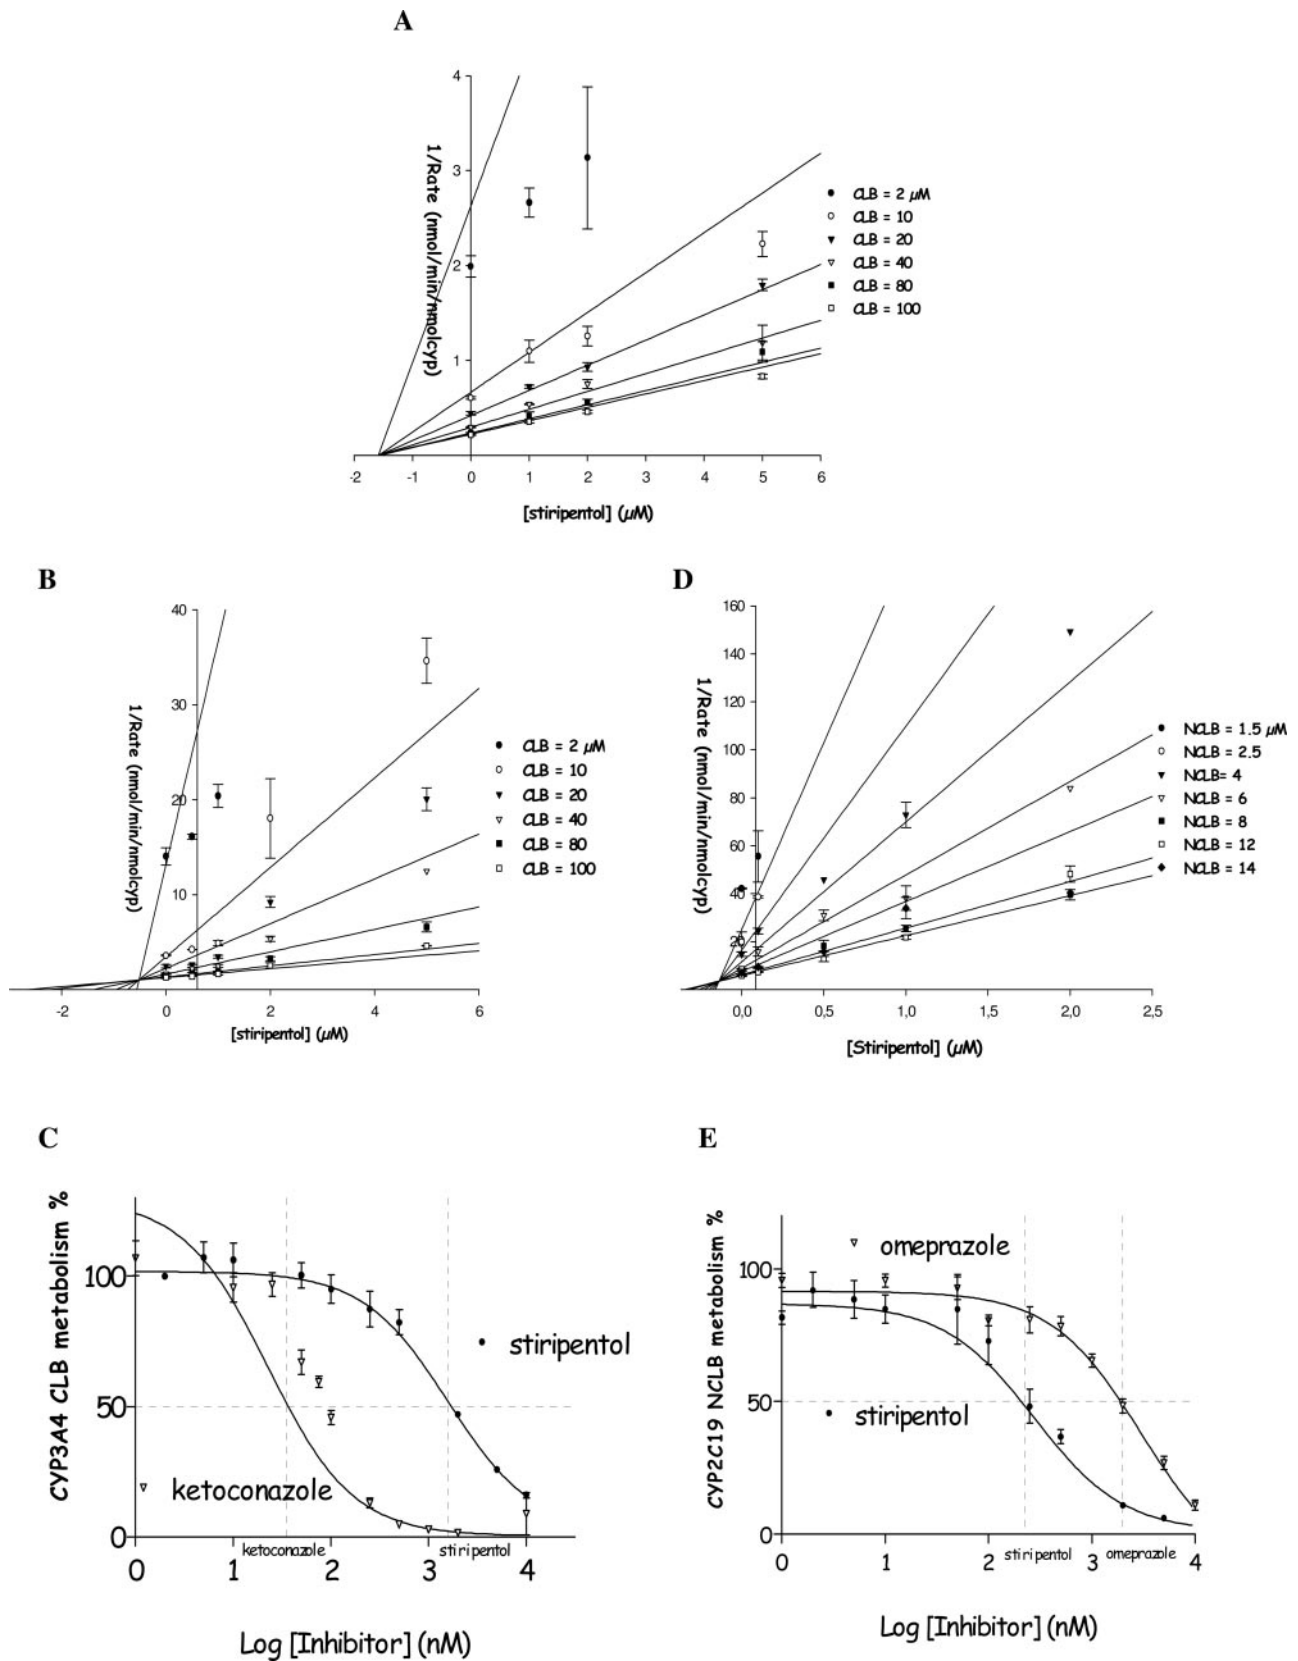 A
4
3
2
1
1/Rate (nmol/min/nmolcyp)
-2 -1 0 1 2 3 4 5 6
[stiripentol] (µM)
CLB = 2 µM
CLB = 10
CLB = 20
CLB = 40
CLB = 80
CLB = 100
B
40
30
20
10
1/Rate (nmol/min/nmolcyp)
-2 0 2 4 6
[stiripentol] (µM)
CLB = 2 µM
CLB = 10
CLB = 20
CLB = 40
CLB = 80
CLB = 100
D
160
140
120
100
80
60
40
20
1/Rate (nmol/min/nmolcyp)
0,0 0,5 1,0 1,5 2,0 2,5
[Stiripentol] (µM)
NCLB = 1.5 µM
NCLB = 2.5
NCLB= 4
NCLB = 6
NCLB = 8
NCLB = 12
NCLB = 14
C
CYP3A4 CLB metabolism %
100
50
0
stiripentol
ketoconazole
ketoconazole stiripentol
0 1 2 3 4
Log [Inhibitor] (nM)
E
CYP2C19 NCLB metabolism %
100
50
0
omeprazole
stiripentol
0 1 2 3 4
stiripentol omeprazole
Log [Inhibitor] (nM)